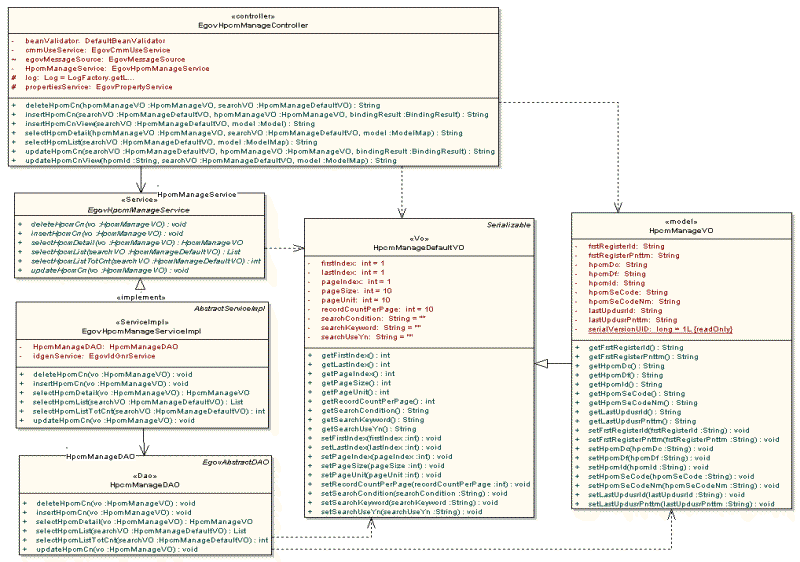 «controller»
EgovHpcmManageController
- beanValidator: DefaultBeanValidator
- cmmUseService: EgovCmmUseService
~ egovMessageSource: EgovMessageSource
- HpcmManageService: EgovHpcmManageService
# log: Log = LogFactory.getL...
# propertiesService: EgovPropertyService
+ deleteHpcmCn(hpcmManageVO :HpcmManageVO, searchVO :HpcmManageDefaultVO) : String
+ insertHpcmCn(searchVO :HpcmManageDefaultVO, hpcmManageVO :HpcmManageVO, bindingResult :BindingResult) : String
+ insertHpcmCnView(searchVO :HpcmManageDefaultVO, model :Model) : String
+ selectHpcmDetail(hpcmManageVO :HpcmManageVO, searchVO :HpcmManageDefaultVO, model :ModelMap) : String
+ selectHpcmList(searchVO :HpcmManageDefaultVO, model :ModelMap) : String
+ updateHpcmCn(searchVO :HpcmManageDefaultVO, hpcmManageVO :HpcmManageVO, bindingResult :BindingResult) : String
+ updateHpcmCnView(hpcmId :String, searchVO :HpcmManageDefaultVO, model :ModelMap) : String
HpcmManageService
«Service»
EgovHpcmManageService
+ deleteHpcmCn(vo :HpcmManageVO) : void
+ insertHpcmCn(vo :HpcmManageVO) : void
+ selectHpcmDetail(vo :HpcmManageVO) : HpcmManageVO
+ selectHpcmList(searchVO :HpcmManageDefaultVO) : List
+ selectHpcmListTotCnt(searchVO :HpcmManageDefaultVO) : int
+ updateHpcmCn(vo :HpcmManageVO) : void
«implement»
AbstractServiceImpl
«ServiceImpl»
EgovHpcmManageServiceImpl
- HpcmManageDAO: HpcmManageDAO
- idgenService: EgovIdGnrService
+ deleteHpcmCn(vo :HpcmManageVO) : void
+ insertHpcmCn(vo :HpcmManageVO) : void
+ selectHpcmDetail(vo :HpcmManageVO) : HpcmManageVO
+ selectHpcmList(searchVO :HpcmManageDefaultVO) : List
+ selectHpcmListTotCnt(searchVO :HpcmManageDefaultVO) : int
+ updateHpcmCn(vo :HpcmManageVO) : void
HpcmManageDAO
EgovAbstractDAO
«Dao»
HpcmManageDAO
+ deleteHpcmCn(vo :HpcmManageVO) : void
+ insertHpcmCn(vo :HpcmManageVO) : void
+ selectHpcmDetail(vo :HpcmManageVO) : HpcmManageVO
+ selectHpcmList(searchVO :HpcmManageDefaultVO) : List
+ selectHpcmListTotCnt(searchVO :HpcmManageDefaultVO) : int
+ updateHpcmCn(vo :HpcmManageVO) : void
Serializable
«Vo»
HpcmManageDefaultVO
- firstIndex: int = 1
- lastIndex: int = 1
- pageIndex: int = 1
- pageSize: int = 10
- pageUnit: int = 10
- recordCountPerPage: int = 10
- searchCondition: String = ""
- searchKeyword: String = ""
- searchUseYn: String = ""
+ getFirstIndex() : int
+ getLastIndex() : int
+ getPageIndex() : int
+ getPageSize() : int
+ getPageUnit() : int
+ getRecordCountPerPage() : int
+ getSearchCondition() : String
+ getSearchKeyword() : String
+ getSearchUseYn() : String
+ setFirstIndex(firstIndex :int) : void
+ setLastIndex(lastIndex :int) : void
+ setPageIndex(pageIndex :int) : void
+ setPageSize(pageSize :int) : void
+ setPageUnit(pageUnit :int) : void
+ setRecordCountPerPage(recordCountPerPage :int) : void
+ setSearchCondition(searchCondition :String) : void
+ setSearchKeyword(searchKeyword :String) : void
+ setSearchUseYn(searchUseYn :String) : void
«model»
HpcmManageVO
- frstRegisterId: String
- frstRegisterPnttm: String
- hpcmDc: String
- hpcmDf: String
- hpcmId: String
- hpcmSeCode: String
- hpcmSeCodeNm: String
- lastUpdusrId: String
- lastUpdusrPnttm: String
- serialVersionUID: long = 1L {readOnly}
+ getFrstRegisterId() : String
+ getFrstRegisterPnttm() : String
+ getHpcmDc() : String
+ getHpcmDf() : String
+ getHpcmId() : String
+ getHpcmSeCode() : String
+ getHpcmSeCodeNm() : String
+ getLastUpdusrId() : String
+ getLastUpdusrPnttm() : String
+ setFrstRegisterId(frstRegisterId :String) : void
+ setFrstRegisterPnttm(frstRegisterPnttm :String) : void
+ setHpcmDc(hpcmDc :String) : void
+ setHpcmDf(hpcmDf :String) : void
+ setHpcmId(hpcmId :String) : void
+ setHpcmSeCode(hpcmSeCode :String) : void
+ setHpcmSeCodeNm(hpcmSeCodeNm :String) : void
+ setLastUpdusrId(lastUpdusrId :String) : void
+ setLastUpdusrPnttm(lastUpdusrPnttm :String) : void